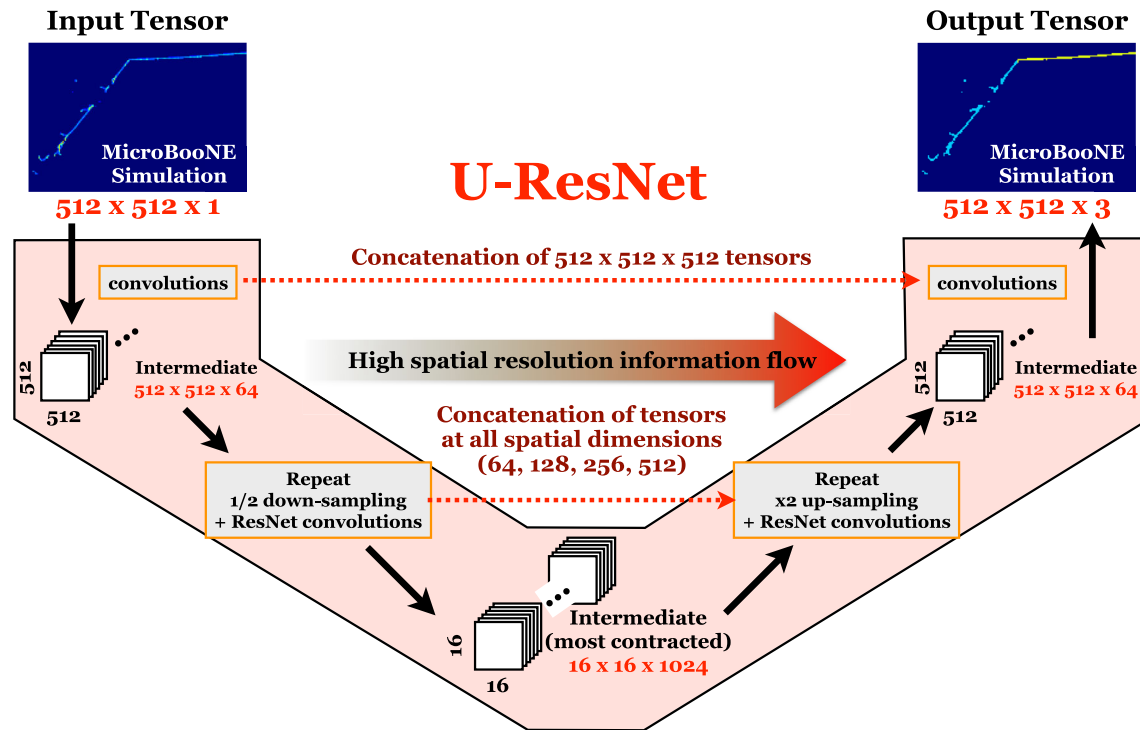 Input Tensor
Output Tensor
MicroBooNE
Simulation
MicroBooNE
Simulation
U-ResNet
512 x 512 x 1
512 x 512 x 3
Concatenation of 512 x 512 x 512 tensors
convolutions
convolutions
High spatial resolution information flow
512
512
Intermediate
512 x 512 x 64
512
512
Intermediate
512 x 512 x 64
Concatenation of tensors
at all spatial dimensions
(64, 128, 256, 512)
Repeat
1/2 down-sampling
+ ResNet convolutions
Repeat
x2 up-sampling
+ ResNet convolutions
16
16
Intermediate
(most contracted)
16 x 16 x 1024